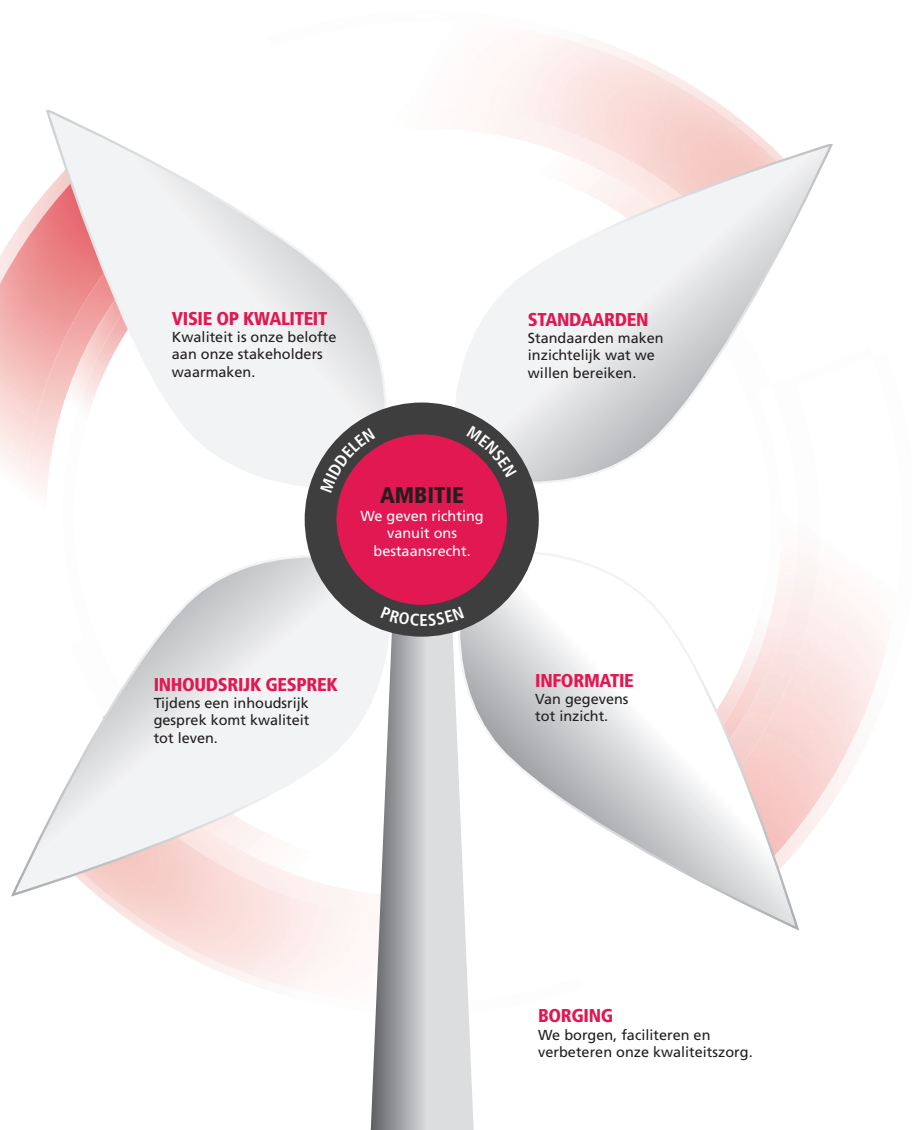 VISIE OP KWALITEIT
Kwaliteit is onze belofte
aan onze stakeholders
waarmaken.
STANDAARDEN
Standaarden maken
inzichtelijk wat we
willen bereiken.
MIDDELEN
MENSEN
AMBITIE
We geven richting
vanuit ons
bestaansrecht.
PROCESSEN
INHOUDSRIJK GESPREK
Tijdens een inhoudsrijk
gesprek komt kwaliteit
tot leven.
INFORMATIE
Van gegevens
tot inzicht.
BORGING
We borgen, faciliteren en
verbeteren onze kwaliteitszorg.